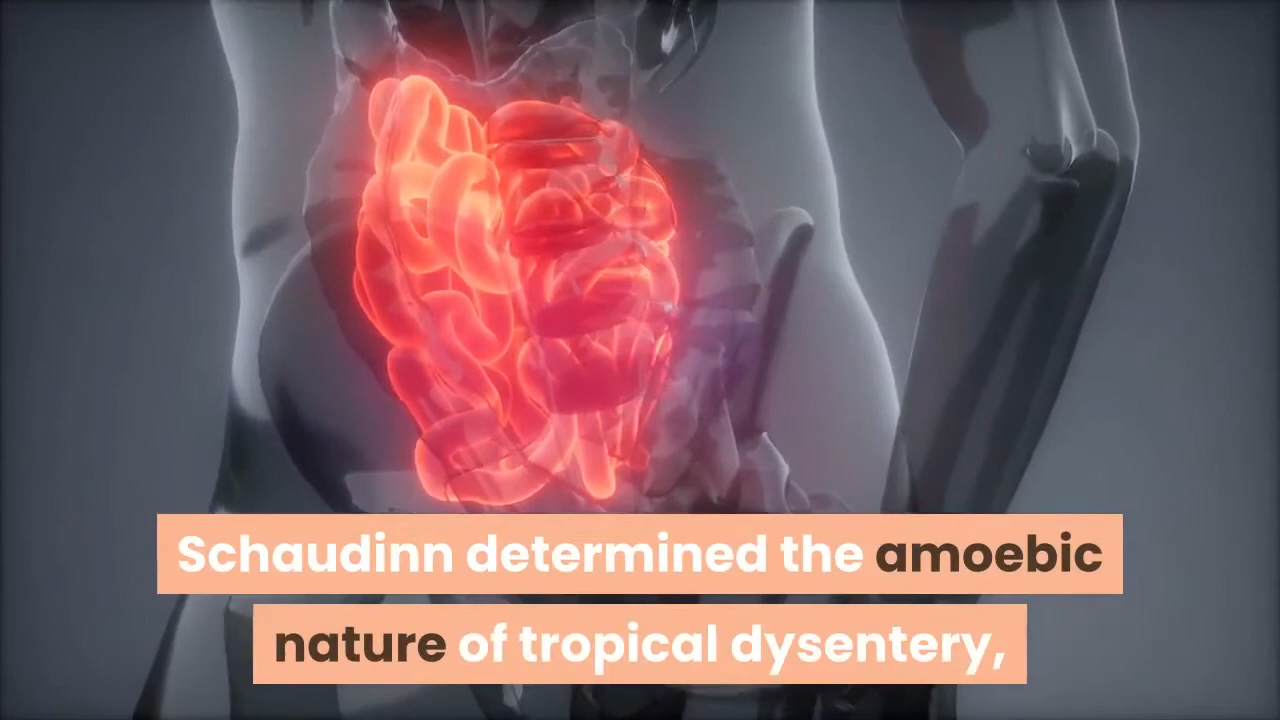 Schaudinn determined the amoebic
nature of tropical dysentery,